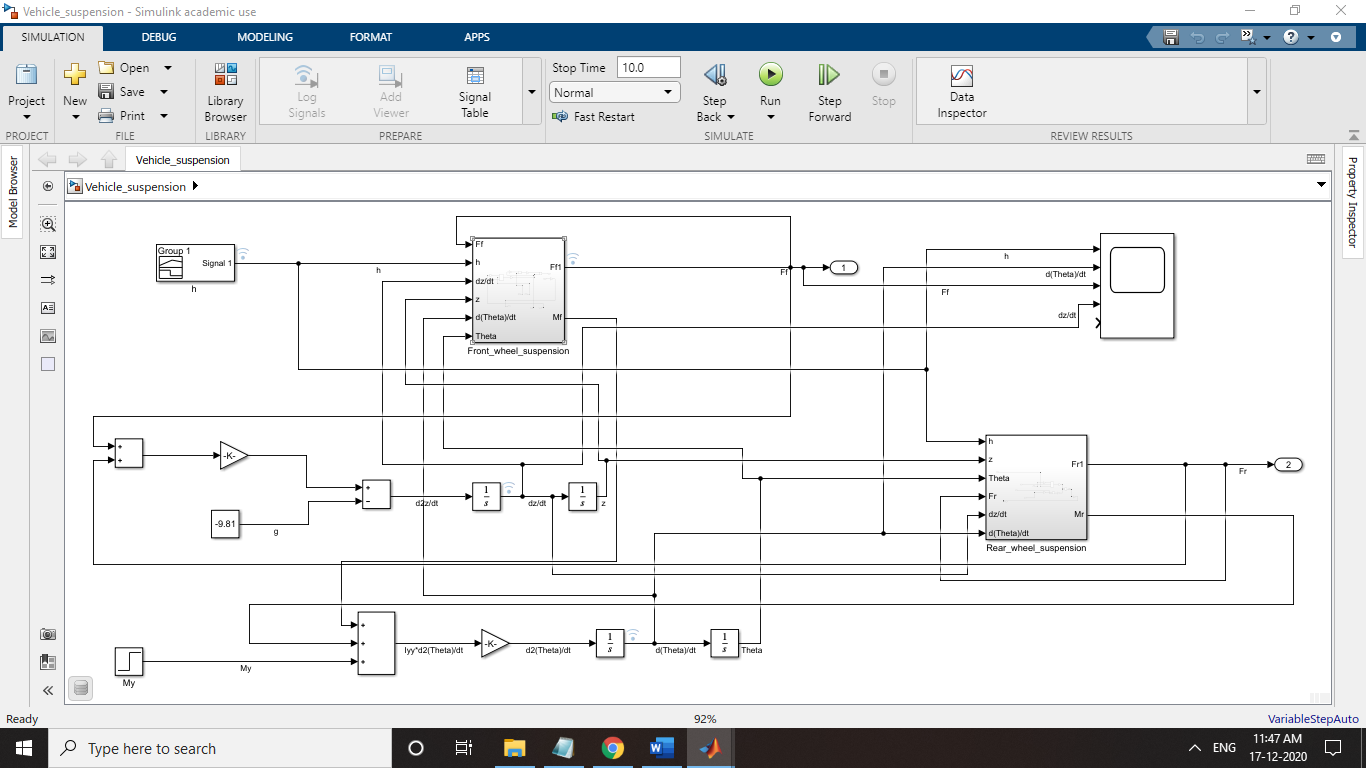 Vehicle_suspension - Simulink academic use
SIMULATION DEBUG MODELING FORMAT APPS
Project
New
Open
Save
Print
Library Browser
Log Signals
Add Viewer
Signal Table
Stop Time 10.0
Normal
Fast Restart
Step Back
Run
Step Forward
Stop
Data Inspector
PROJECT FILE LIBRARY PREPARE SIMULATE REVIEW RESULTS
Model Browser
Property Inspector
Vehicle_suspension
Vehicle_suspension
Group 1
Signal 1
h
h
Ff
h
dz/dt
z
d(Theta)/dt
Theta
Ff1
Mf
Front_wheel_suspension
Ff
1
h
d(Theta)/dt
Ff
dz/dt
+
+
-K-
-9.81
g
+
−
d2z/dt
1
s
dz/dt
1
s
z
h
z
Theta
Fr
dz/dt
d(Theta)/dt
Fr1
Mr
Rear_wheel_suspension
Fr
2
My
My
+
+
+
Iyy*d2(Theta)/dt
-K-
d2(Theta)/dt
1
s
d(Theta)/dt
1
s
Theta
Ready 92% VariableStepAuto
Type here to search
ENG
11:47 AM
17-12-2020